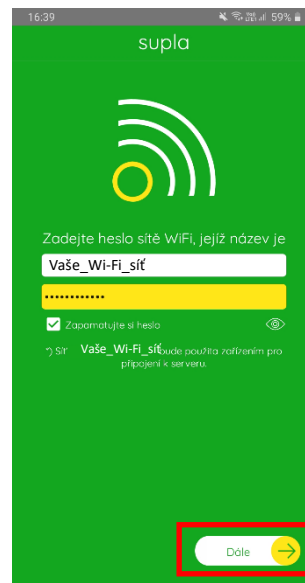 16:39 59%
supla
Zadejte heslo sítě WiFi, jejíž název je
Vaše_Wi-Fi_síť
••••••••••••
Zapamatujte si heslo
*) Síť Vaše_Wi-Fi_síť bude použita zařízením pro
připojení k serveru.
Dále